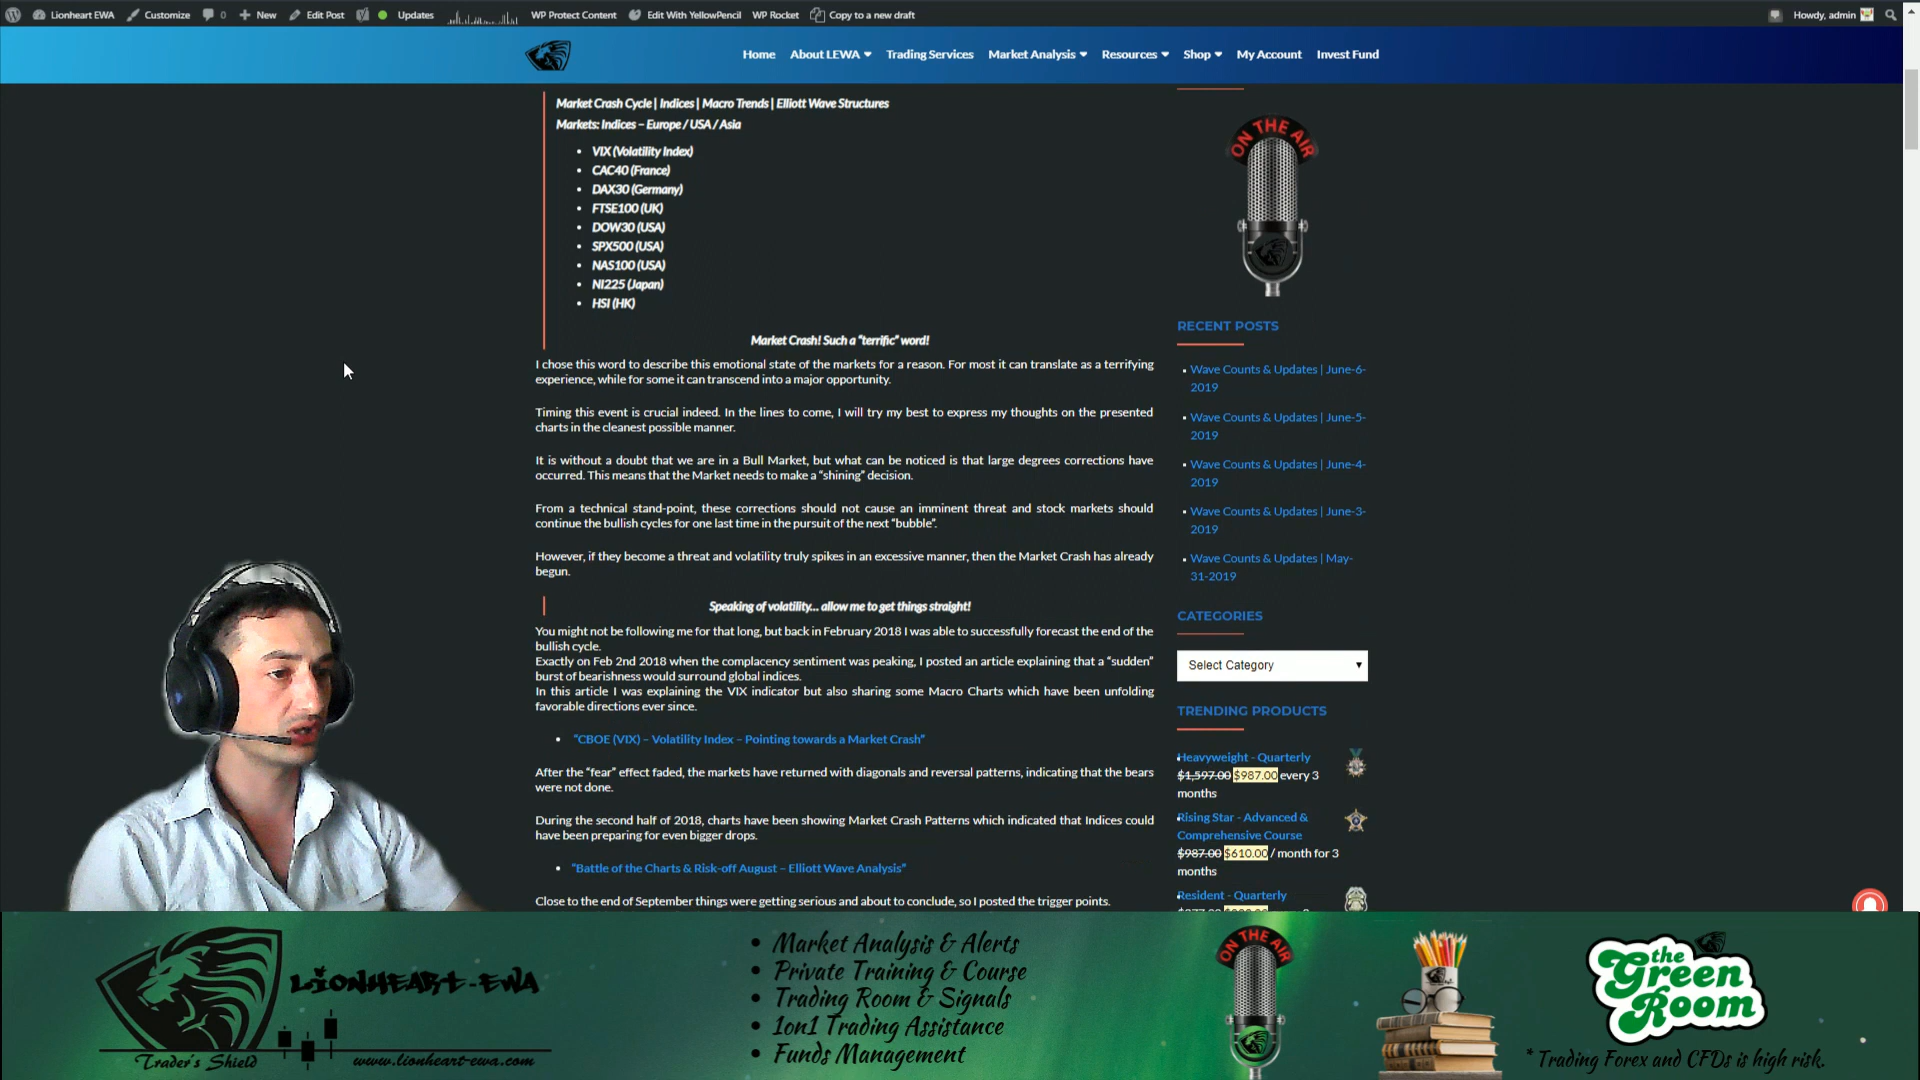 Lionheart EWA
Customize
0
New
Edit Post
Updates
WP Protect Content
Edit With YellowPencil
WP Rocket
Copy to a new draft
Howdy, admin
Home
About LEWA
Trading Services
Market Analysis
Resources
Shop
My Account
Invest Fund
Market Crash Cycle | Indices | Macro Trends | Elliott Wave Structures
Markets: Indices – Europe / USA / Asia
• VIX (Volatility Index)
• CAC40 (France)
• DAX30 (Germany)
• FTSE100 (UK)
• DOW30 (USA)
• SPX500 (USA)
• NAS100 (USA)
• NI225 (Japan)
• HSI (HK)
Market Crash! Such a “terrific” word!
I chose this word to describe this emotional state of the markets for a reason. For most it can translate as a terrifying
experience, while for some it can transcend into a major opportunity.
Timing this event is crucial indeed. In the lines to come, I will try my best to express my thoughts on the presented
charts in the cleanest possible manner.
It is without a doubt that we are in a Bull Market, but what can be noticed is that large degrees corrections have
occurred. This means that the Market needs to make a “shining” decision.
From a technical stand-point, these corrections should not cause an imminent threat and stock markets should
continue the bullish cycles for one last time in the pursuit of the next “bubble”.
However, if they become a threat and volatility truly spikes in an excessive manner, then the Market Crash has already
begun.
Speaking of volatility... allow me to get things straight!
You might not be following me for that long, but back in February 2018 I was able to successfully forecast the end of the
bullish cycle.
Exactly on Feb 2nd 2018 when the complacency sentiment was peaking, I posted an article explaining that a “sudden”
burst of bearishness would surround global indices.
In this article I was explaining the VIX indicator but also sharing some Macro Charts which have been unfolding
favorable directions ever since.
• “CBOE (VIX) – Volatility Index – Pointing towards a Market Crash”
After the “fear” effect faded, the markets have returned with diagonals and reversal patterns, indicating that the bears
were not done.
During the second half of 2018, charts have been showing Market Crash Patterns which indicated that Indices could
have been preparing for even bigger drops.
• “Battle of the Charts & Risk-off August – Elliott Wave Analysis”
Close to the end of September things were getting serious and about to conclude, so I posted the trigger points.
ON THE AIR
RECENT POSTS
Wave Counts & Updates | June-6-
2019
Wave Counts & Updates | June-5-
2019
Wave Counts & Updates | June-4-
2019
Wave Counts & Updates | June-3-
2019
Wave Counts & Updates | May-
31-2019
CATEGORIES
Select Category
TRENDING PRODUCTS
Heavyweight - Quarterly
$1,597.00 $987.00 every 3
months
Rising Star - Advanced &
Comprehensive Course
$987.00 $610.00 / month for 3
months
Resident - Quarterly
LiONHEART-EWA
Trader's Shield
www.lionheart-ewa.com
• Market Analysis & Alerts
• Private Training & Course
• Trading Room & Signals
• 1on1 Trading Assistance
• Funds Management
ON THE AIR
the
Green
Room
* Trading Forex and CFDs is high risk.